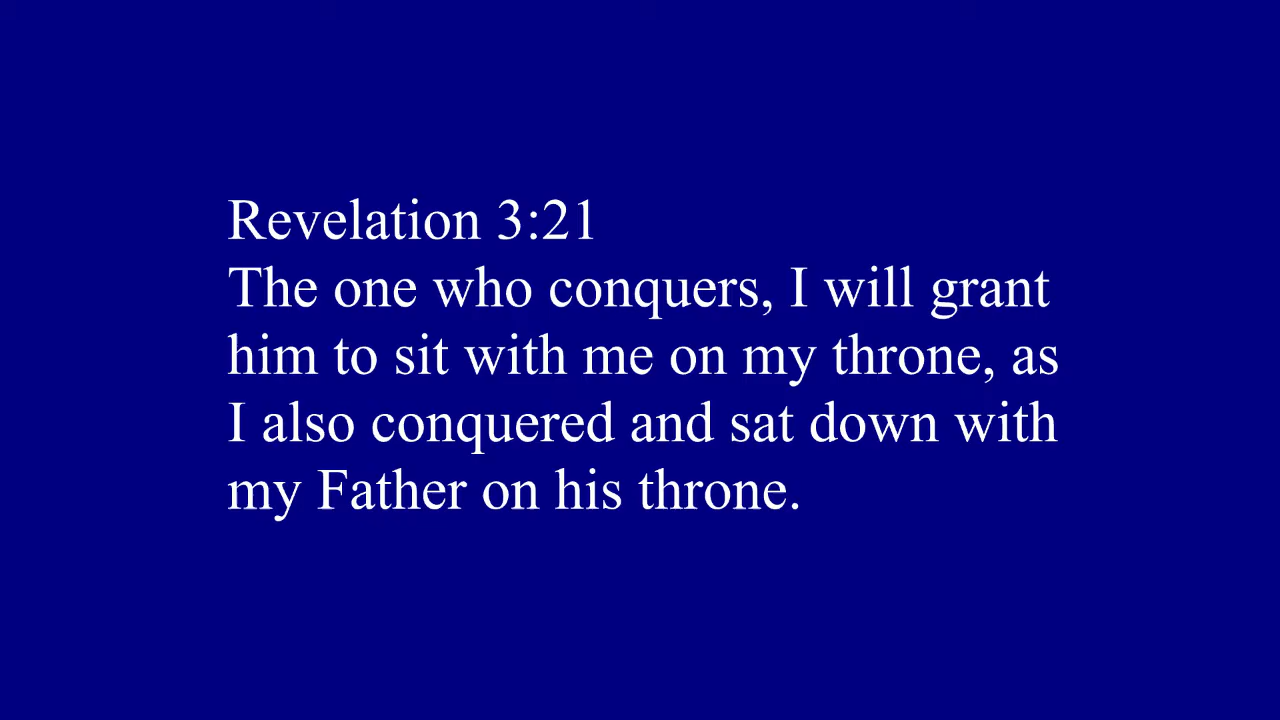 Revelation 3:21
The one who conquers, I will grant
him to sit with me on my throne, as
I also conquered and sat down with
my Father on his throne.